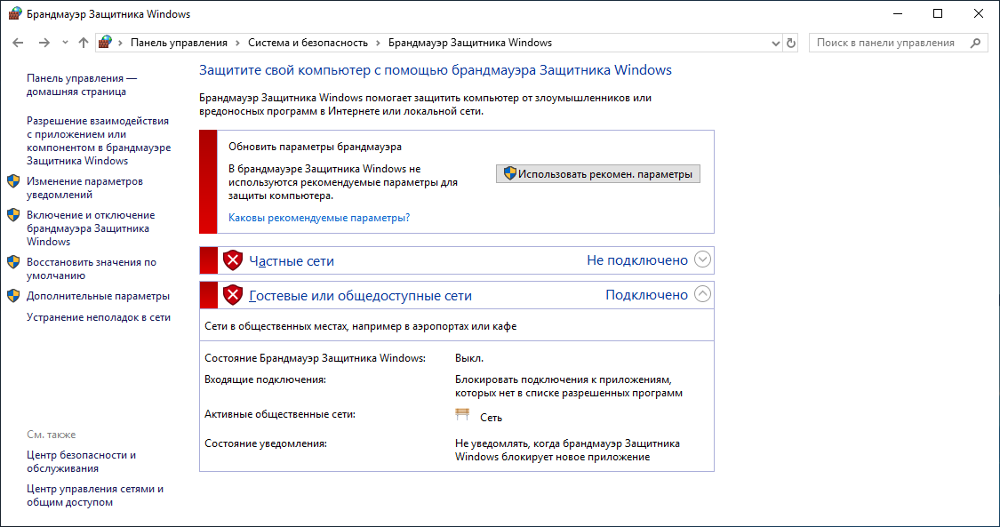 Брандмауэр Защитника Windows
Панель управления
Система и безопасность
Брандмауэр Защитника Windows
Поиск в панели управления
Панель управления —
домашняя страница
Разрешение взаимодействия
с приложением или
компонентом в брандмауэре
Защитника Windows
Изменение параметров
уведомлений
Включение и отключение
брандмауэра Защитника
Windows
Восстановить значения по
умолчанию
Дополнительные параметры
Устранение неполадок в сети
См. также
Центр безопасности и
обслуживания
Центр управления сетями и
общим доступом
Защитите свой компьютер с помощью брандмауэра Защитника Windows
Брандмауэр Защитника Windows помогает защитить компьютер от злоумышленников или
вредоносных программ в Интернете или локальной сети.
Обновить параметры брандмауэра
В брандмауэре Защитника Windows не
используются рекомендуемые параметры для
защиты компьютера.
Каковы рекомендуемые параметры?
Использовать рекомен. параметры
Частные сети
Не подключено
Гостевые или общедоступные сети
Подключено
Сети в общественных местах, например в аэропортах или кафе
Состояние Брандмауэр Защитника Windows:
Выкл.
Входящие подключения:
Блокировать подключения к приложениям,
которых нет в списке разрешенных программ
Активные общественные сети:
Сеть
Состояние уведомления:
Не уведомлять, когда брандмауэр Защитника
Windows блокирует новое приложение